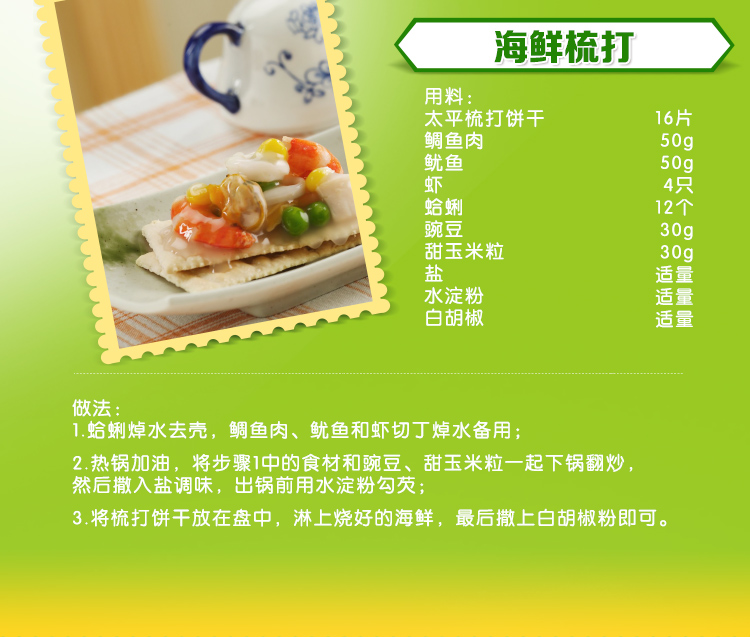 海鲜梳打
用料：
太平梳打饼干 16片
鲷鱼肉 50g
鱿鱼 50g
虾 4只
蛤蜊 12个
豌豆 30g
甜玉米粒 30g
盐 适量
水淀粉 适量
白胡椒 适量
做法：
1.蛤蜊焯水去壳，鲷鱼肉、鱿鱼和虾切丁焯水备用；
2.热锅加油，将步骤1中的食材和豌豆、甜玉米粒一起下锅翻炒，
然后撒入盐调味，出锅前用水淀粉勾芡；
3.将梳打饼干放在盘中，淋上烧好的海鲜，最后撒上白胡椒粉即可。